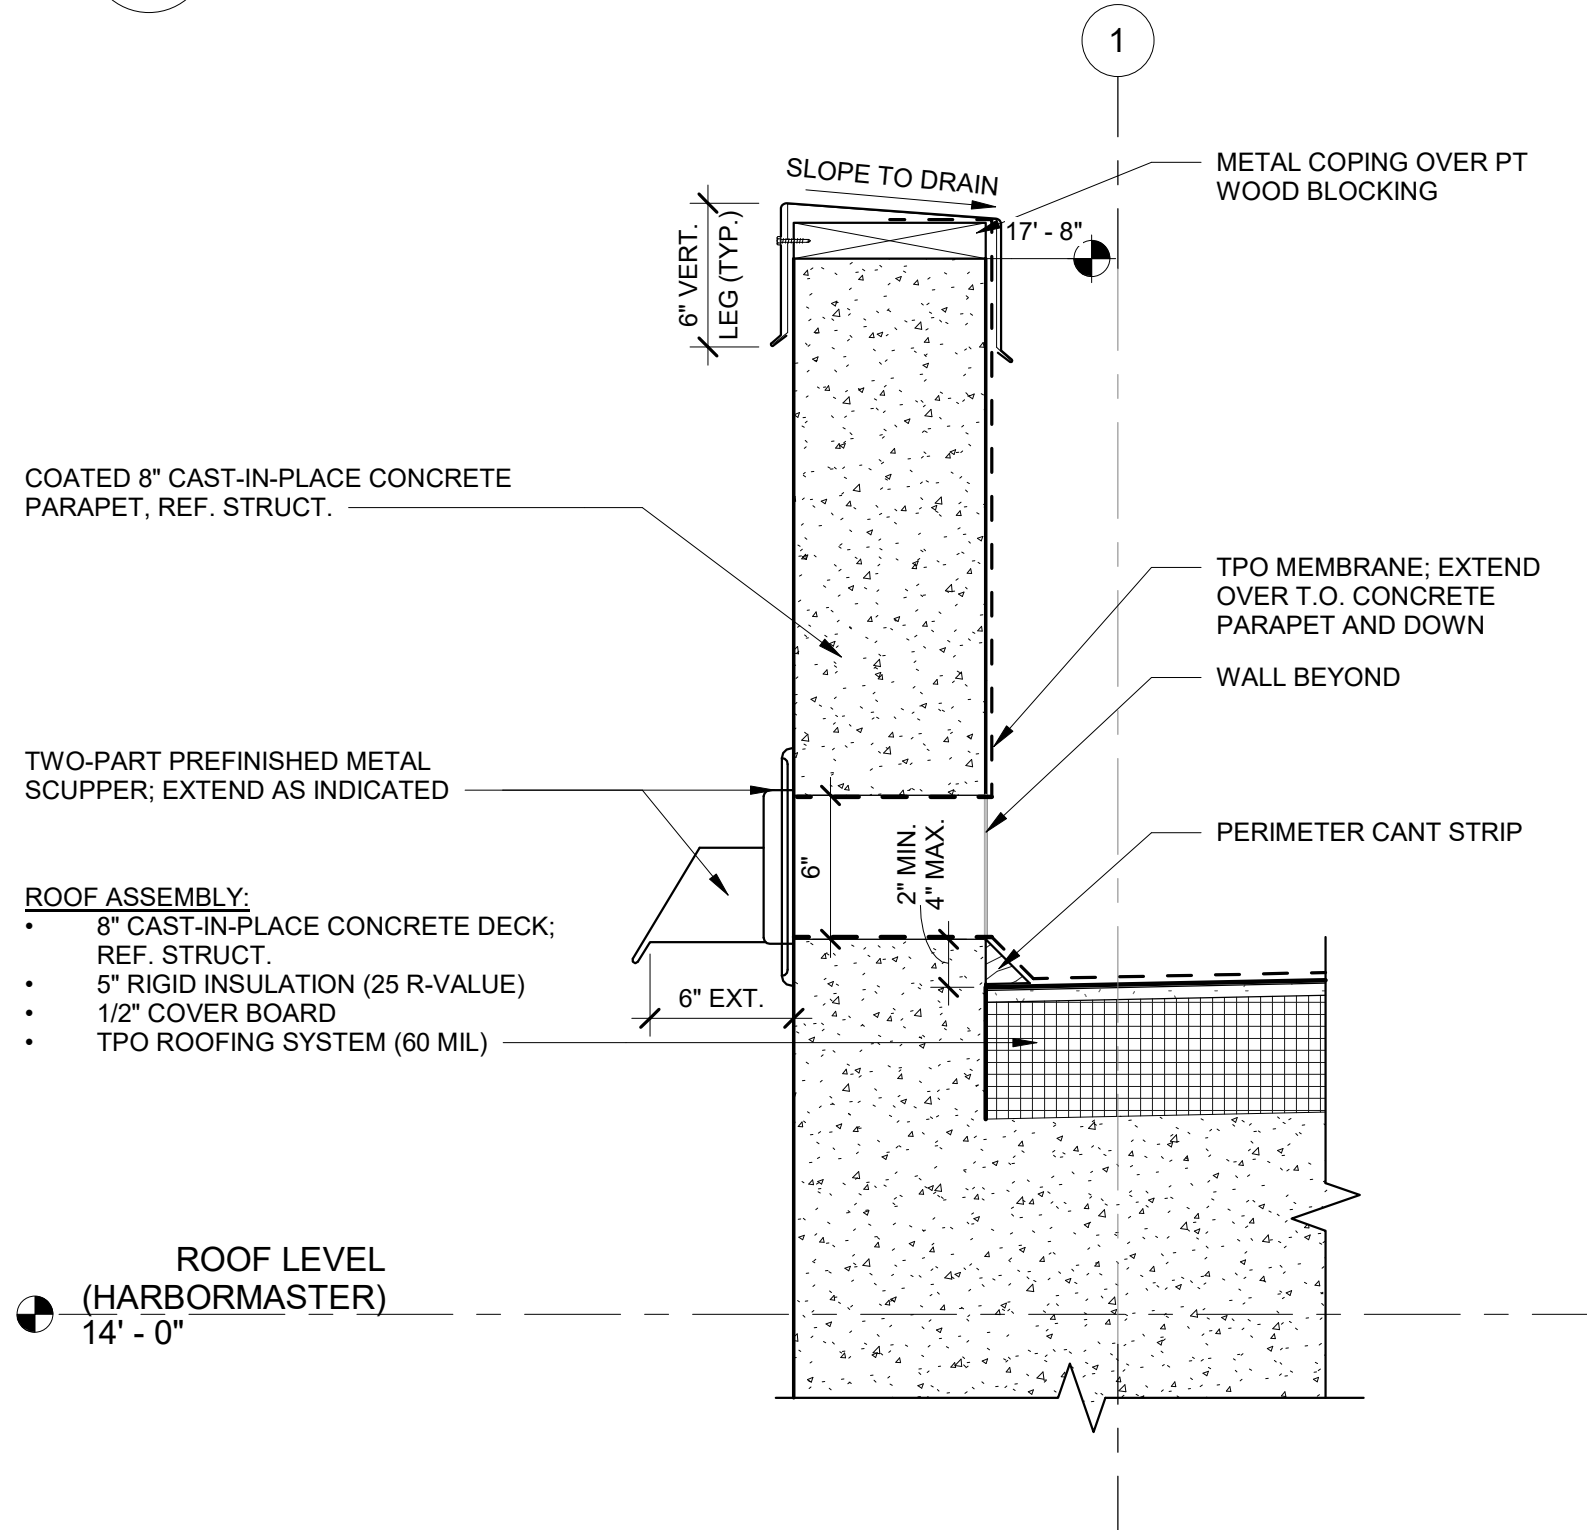 1
METAL COPING OVER PT
WOOD BLOCKING
SLOPE TO DRAIN
17' - 8"
6" VERT.
LEG (TYP.)
COATED 8" CAST-IN-PLACE CONCRETE
PARAPET, REF. STRUCT.
TPO MEMBRANE; EXTEND
OVER T.O. CONCRETE
PARAPET AND DOWN
WALL BEYOND
TWO-PART PREFINISHED METAL
SCUPPER; EXTEND AS INDICATED
PERIMETER CANT STRIP
6"
2" MIN.
4" MAX.
ROOF ASSEMBLY:
• 8" CAST-IN-PLACE CONCRETE DECK;
REF. STRUCT.
• 5" RIGID INSULATION (25 R-VALUE)
• 1/2" COVER BOARD
• TPO ROOFING SYSTEM (60 MIL)
6" EXT.
ROOF LEVEL
(HARBORMASTER)
14' - 0"